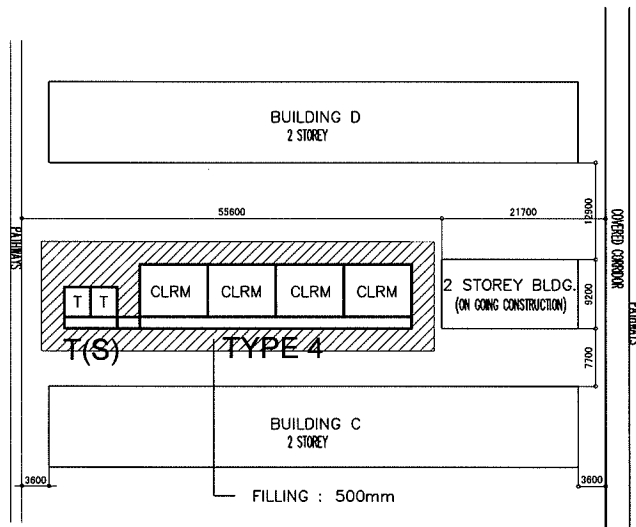 BUILDING D
2 STOREY
55600
21700
12900
PATHWAYS
COVERED CORRIDOR
PATHWAYS
T T
CLRM CLRM CLRM CLRM
2 STOREY BLDG.
(ON GOING CONSTRUCTION)
9200
T(S)
TYPE 4
7700
BUILDING C
2 STOREY
3600
3600
FILLING : 500mm